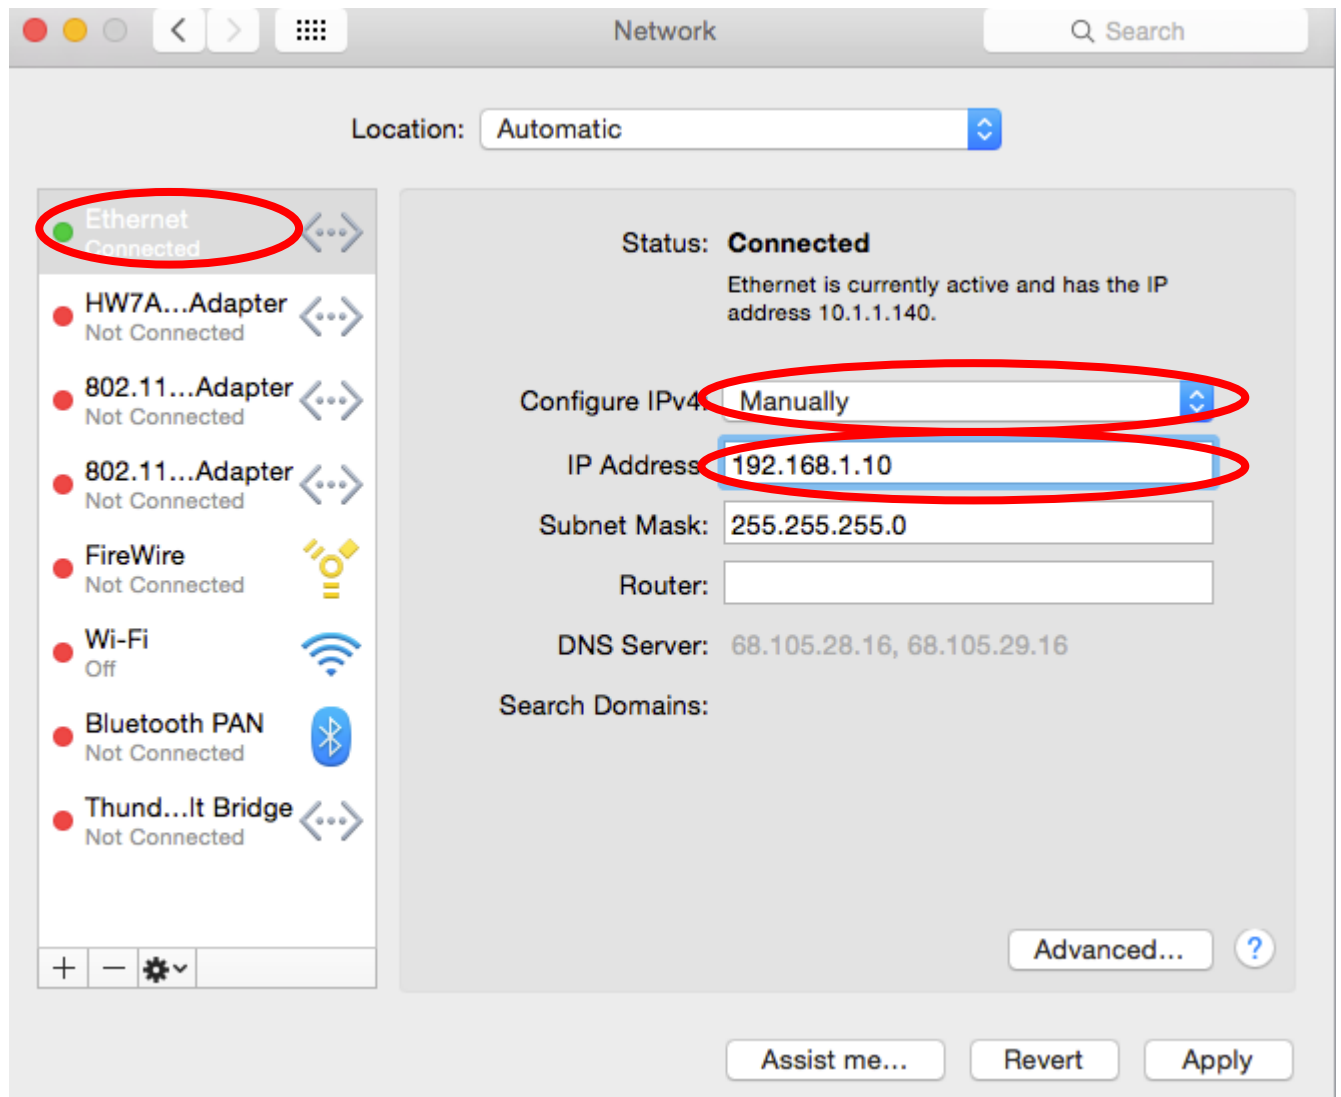 Network
Search
Location: Automatic
Ethernet
Connected
HW7A...Adapter
Not Connected
802.11...Adapter
Not Connected
802.11...Adapter
Not Connected
FireWire
Not Connected
Wi-Fi
Off
Bluetooth PAN
Not Connected
Thund...lt Bridge
Not Connected
Status: Connected
Ethernet is currently active and has the IP
address 10.1.1.140.
Configure IPv4: Manually
IP Address: 192.168.1.10
Subnet Mask: 255.255.255.0
Router:
DNS Server: 68.105.28.16, 68.105.29.16
Search Domains:
Advanced...
?
Assist me...
Revert
Apply